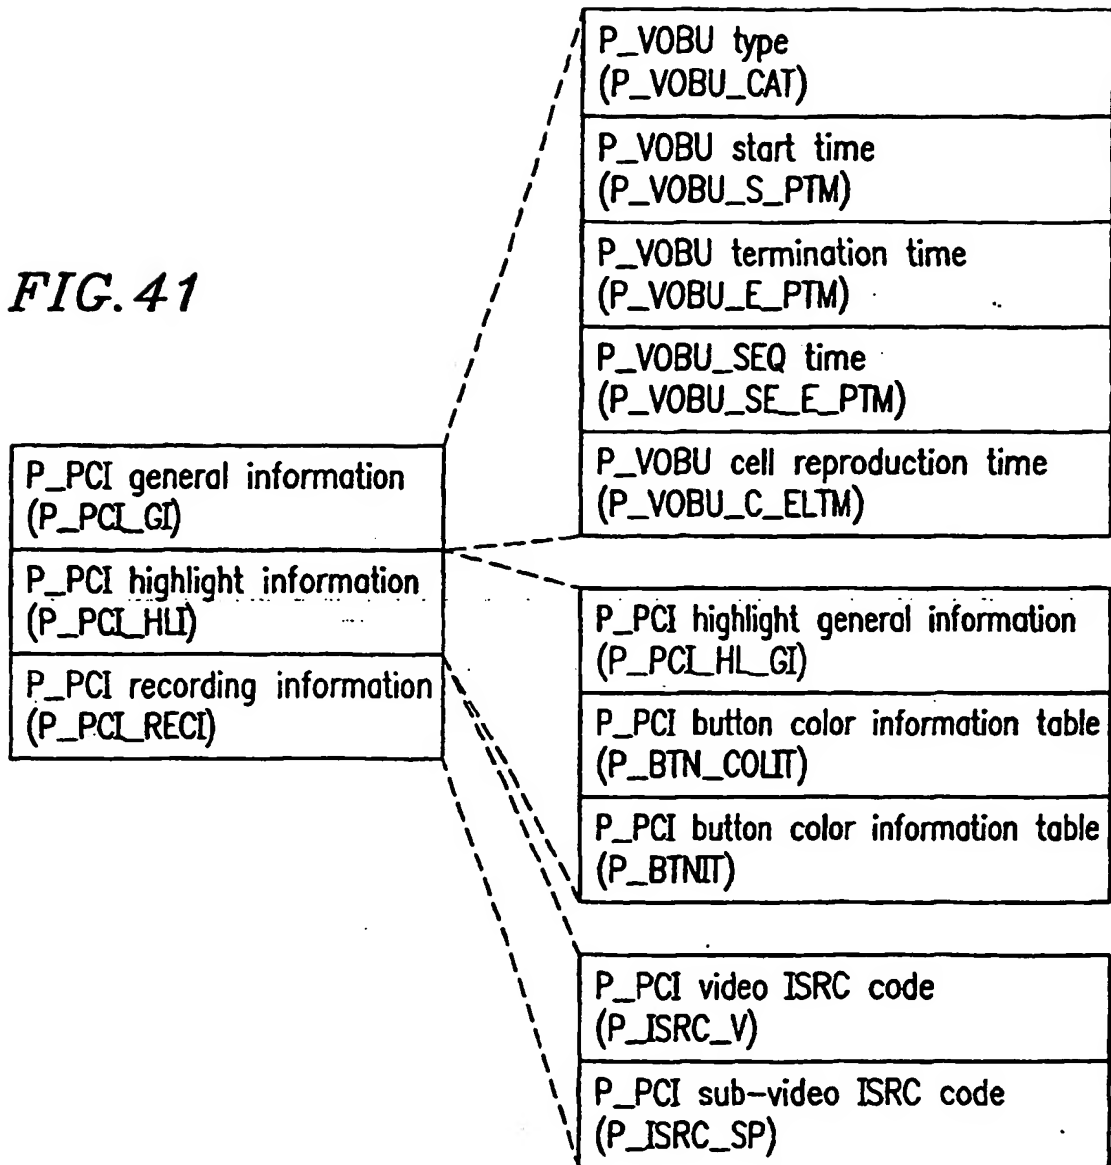 FIG.41
P_PCI general information
(P_PCI_GI)
P_PCI highlight information
(P_PCI_HLI)
P_PCI recording information
(P_PCI_RECI)
P_VOBU type
(P_VOBU_CAT)
P_VOBU start time
(P_VOBU_S_PTM)
P_VOBU termination time
(P_VOBU_E_PTM)
P_VOBU_SEQ time
(P_VOBU_SE_E_PTM)
P_VOBU cell reproduction time
(P_VOBU_C_ELTM)
P_PCI highlight general information
(P_PCI_HL_GI)
P_PCI button color information table
(P_BTN_COLIT)
P_PCI button color information table
(P_BTNIT)
P_PCI video ISRC code
(P_ISRC_V)
P_PCI sub-video ISRC code
(P_ISRC_SP)